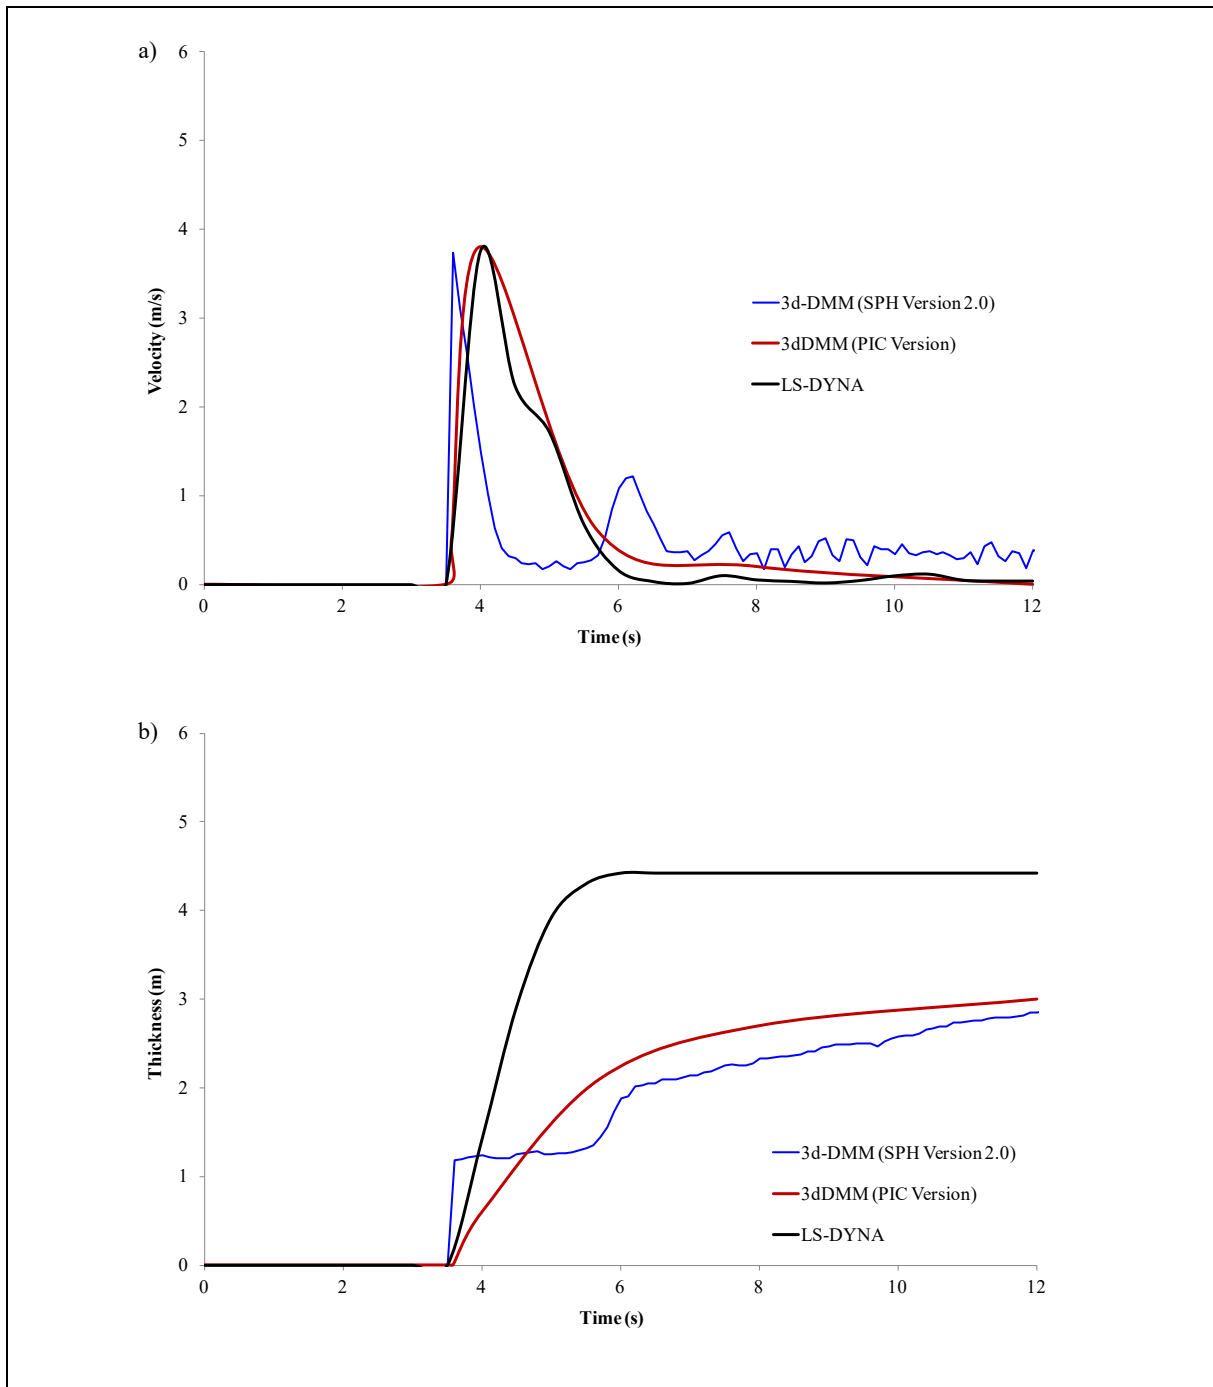 a)
6
5
4
3
2
1
0
Velocity (m/s)
3d-DMM (SPH Version 2.0)
3dDMM (PIC Version)
LS-DYNA
0 2 4 6 8 10 12
Time (s)
b)
6
5
4
3
2
1
0
Thickness (m)
3d-DMM (SPH Version 2.0)
3dDMM (PIC Version)
LS-DYNA
0 2 4 6 8 10 12
Time (s)